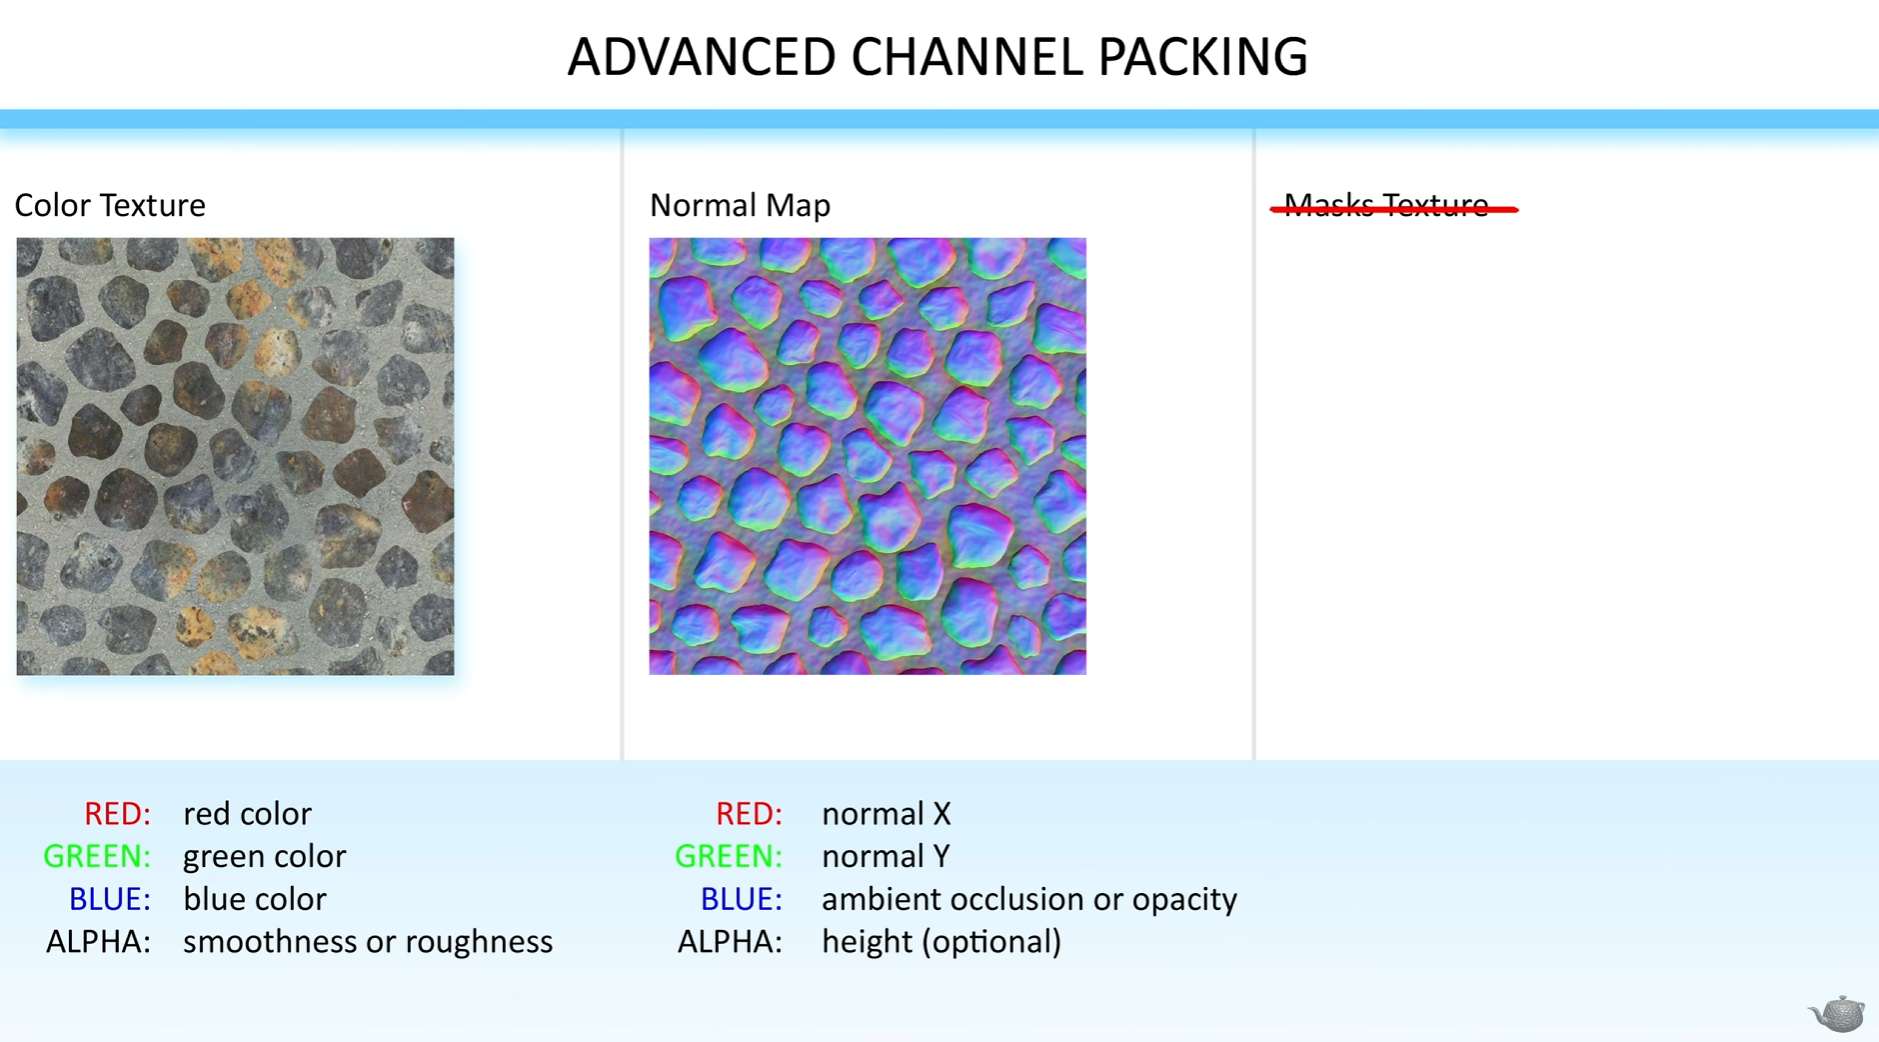 ADVANCED CHANNEL PACKING
Color Texture
Normal Map
Masks Texture
RED: red color
GREEN: green color
BLUE: blue color
ALPHA: smoothness or roughness
RED: normal X
GREEN: normal Y
BLUE: ambient occlusion or opacity
ALPHA: height (optional)